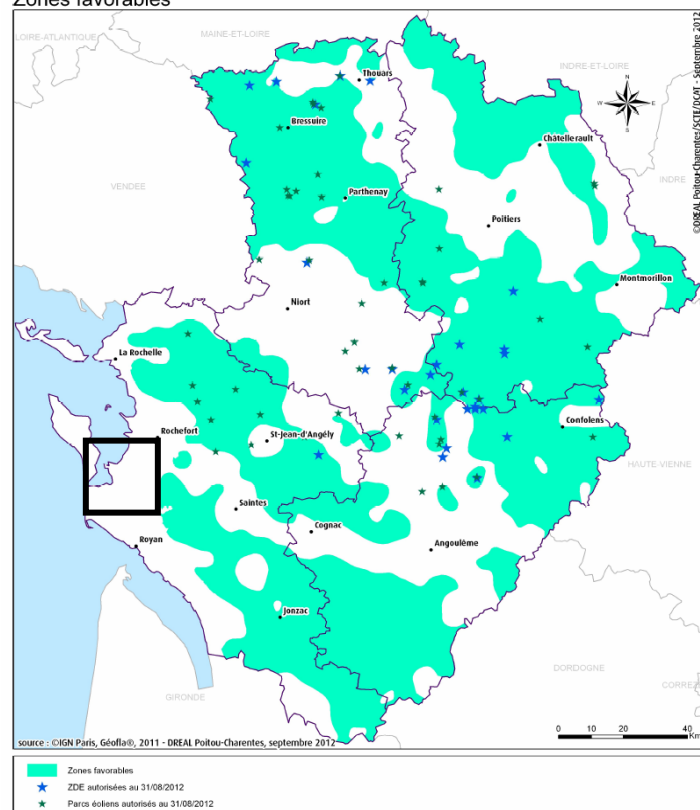 Zones favorables
LOIRE-ATLANTIQUE
MAINE-ET-LOIRE
INDRE-ET-LOIRE
Thouars
N
W E
S
Bressuire
Châtellerault
VENDEE
INDRE
Parthenay
Poitiers
Montmorillon
Niort
La Rochelle
Rochefort
St-Jean-d'Angély
Confolens
HAUTE-VIENNE
Saintes
Cognac
Royan
Angoulême
Jonzac
DORDOGNE
CORREZE
GIRONDE
©DREAL Poitou-Charentes/SCTE/DCAT - Septembre 2012
source : ©IGN Paris, Géofla®, 2011 - DREAL Poitou-Charentes, septembre 2012
0 10 20 40
Km
Zones favorables
ZDE autorisées au 31/08/2012
Parcs éoliens autorisés au 31/08/2012